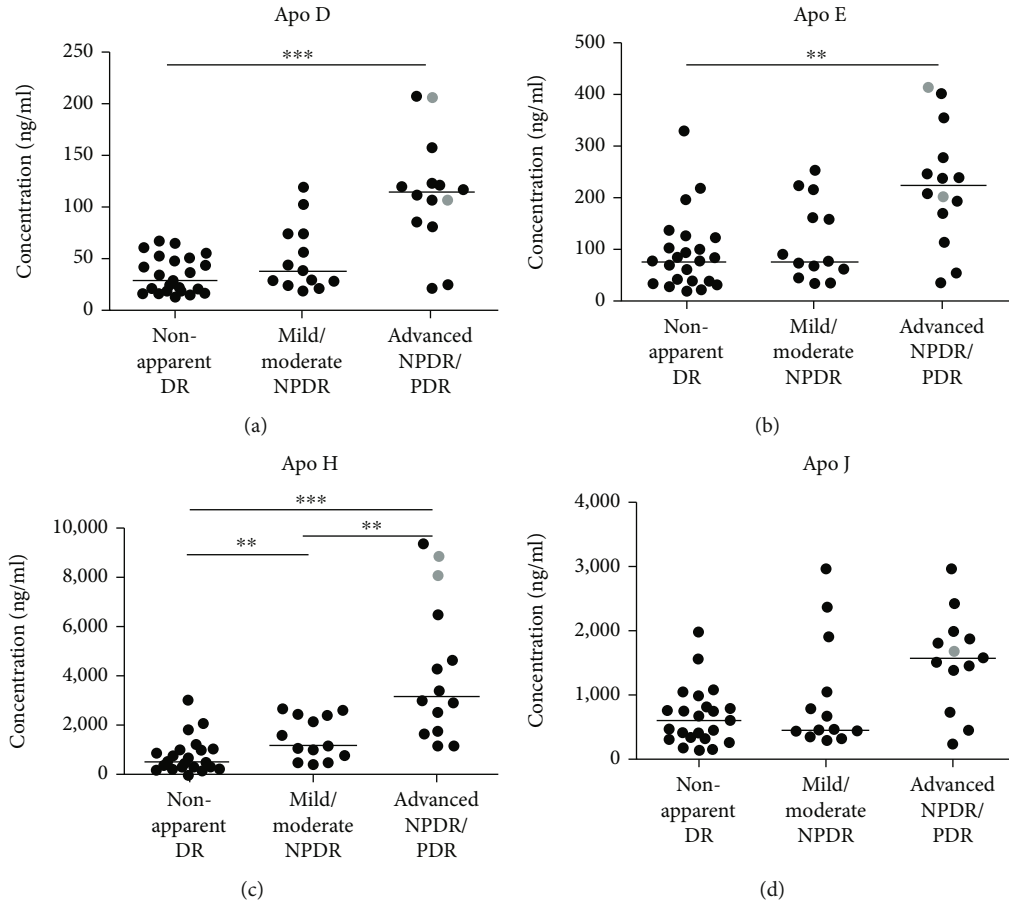 Apo D
Concentration (ng/ml)
250
200
150
100
50
0
***
Non-
apparent
DR
Mild/
moderate
NPDR
Advanced
NPDR/
PDR
(a)
Apo E
Concentration (ng/ml)
500
400
300
200
100
0
**
Non-
apparent
DR
Mild/
moderate
NPDR
Advanced
NPDR/
PDR
(b)
Apo H
Concentration (ng/ml)
10,000
8,000
6,000
4,000
2,000
0
***
**
**
Non-
apparent
DR
Mild/
moderate
NPDR
Advanced
NPDR/
PDR
(c)
Apo J
Concentration (ng/ml)
4,000
3,000
2,000
1,000
0
Non-
apparent
DR
Mild/
moderate
NPDR
Advanced
NPDR/
PDR
(d)